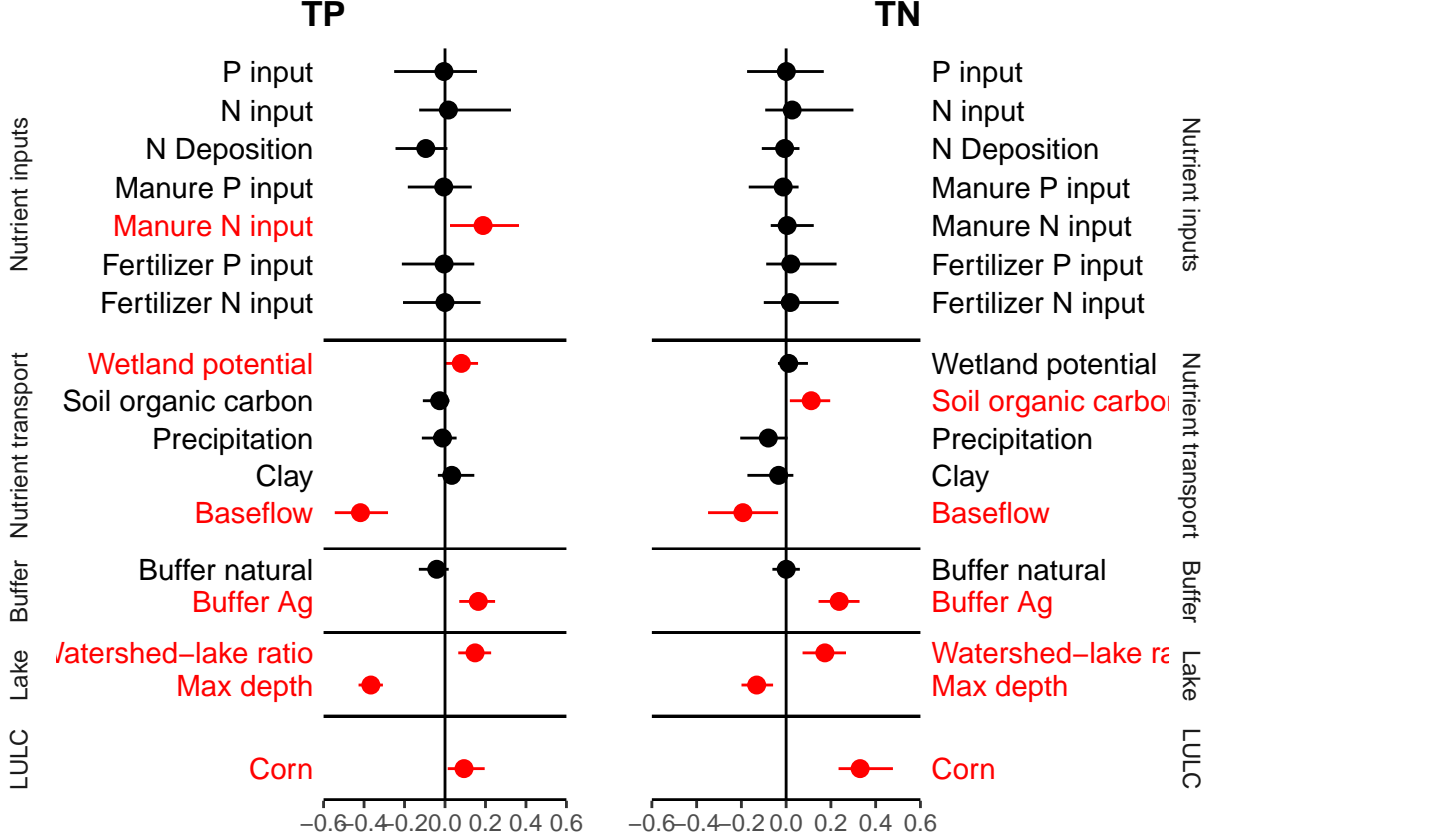 TP
TN
Nutrient inputs
P input
N input
N Deposition
Manure P input
Manure N input
Fertilizer P input
Fertilizer N input
Nutrient transport
Wetland potential
Soil organic carbon
Precipitation
Clay
Baseflow
Buffer
Buffer natural
Buffer Ag
Lake
Watershed–lake ratio
Max depth
LULC
Corn
−0.6 −0.4 −0.2 0.0 0.2 0.4 0.6
P input
N input
N Deposition
Manure P input
Manure N input
Fertilizer P input
Fertilizer N input
Nutrient inputs
Wetland potential
Soil organic carbon
Precipitation
Clay
Baseflow
Nutrient transport
Buffer natural
Buffer Ag
Buffer
Watershed–lake ra
Max depth
Lake
Corn
LULC
−0.6 −0.4 −0.2 0.0 0.2 0.4 0.6